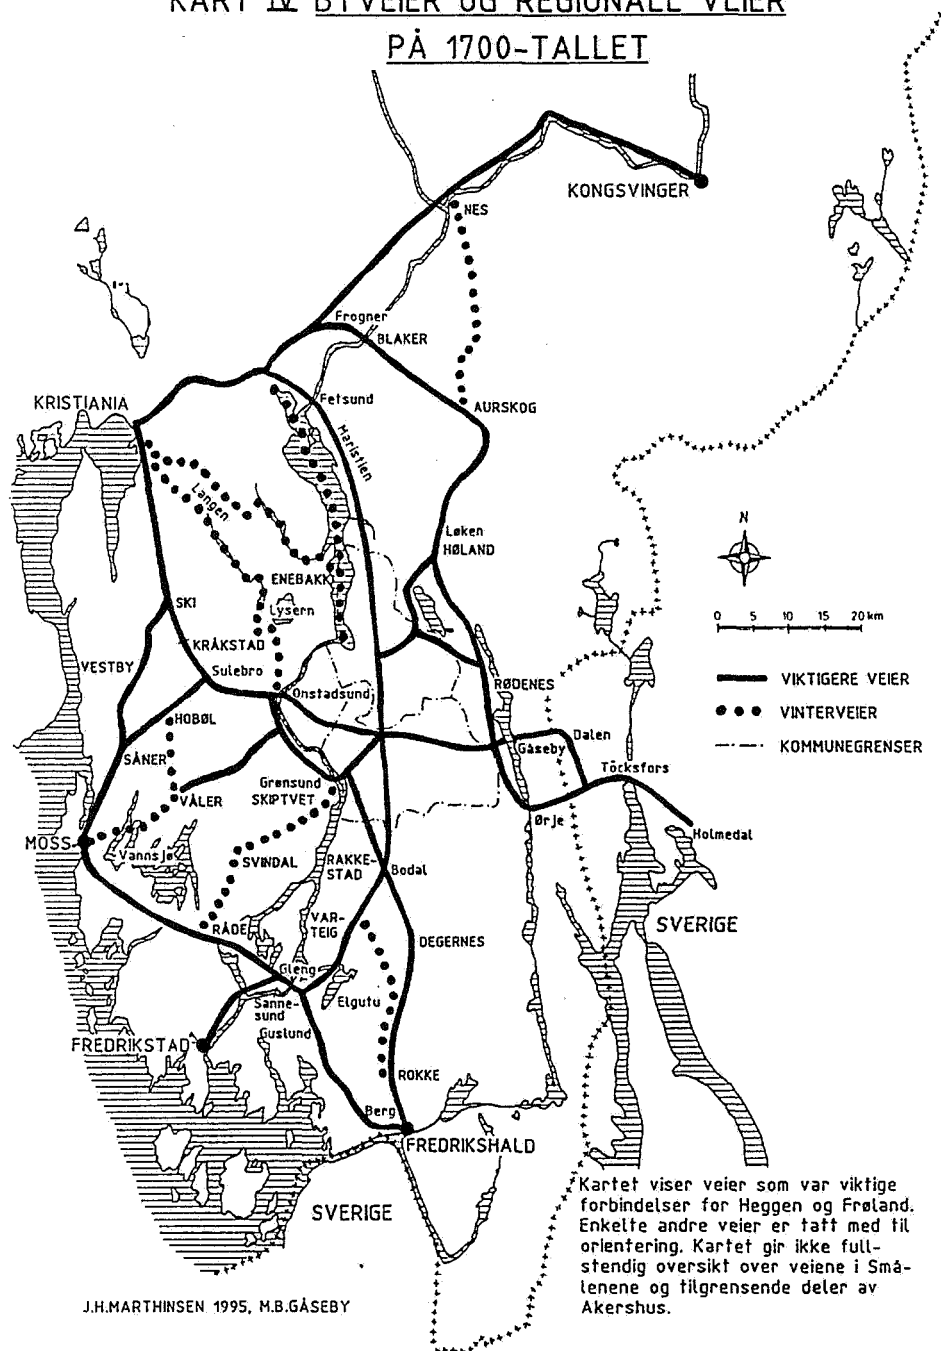 KART IV BYVEIER OG REGIONALE VEIER
PÅ 1700-TALLET
KONGSVINGER
NES
Frogner
BLAKER
KRISTIANIA
Fetsund
AURSKOG
Haristien
Langen
Løken
HØLAND
N
ENEBAKK
SKI
Lysern
0 5 10 15 20 km
KRÅKSTAD
VESTBY
Sulebro
VIKTIGERE VEIER
RØDENES
Onstadsund
HOBØL
VINTERVEIER
Dalen
Gåseby
KOMMUNEGRENSER
SÅNER
Töcksfors
Grønsund
SKIPTVET
VÅLER
Ørje
Holmedal
MOSS
Vannsjø
SVINDAL
RAKKE-
STAD
Bodal
RÅDE
VAR-
TEIG
DEGERNES
SVERIGE
Gleng
Elgutu
Sanne-
sund
Guslund
FREDRIKSTAD
ROKKE
Berg
FREDRIKSHALD
SVERIGE
Kartet viser veier som var viktige
forbindelser for Heggen og Frøland.
Enkelte andre veier er tatt med til
orientering. Kartet gir ikke full-
stendig oversikt over veiene i Små-
lenene og tilgrensende deler av
Akershus.
J.H.MARTHINSEN 1995, M.B.GÅSEBY